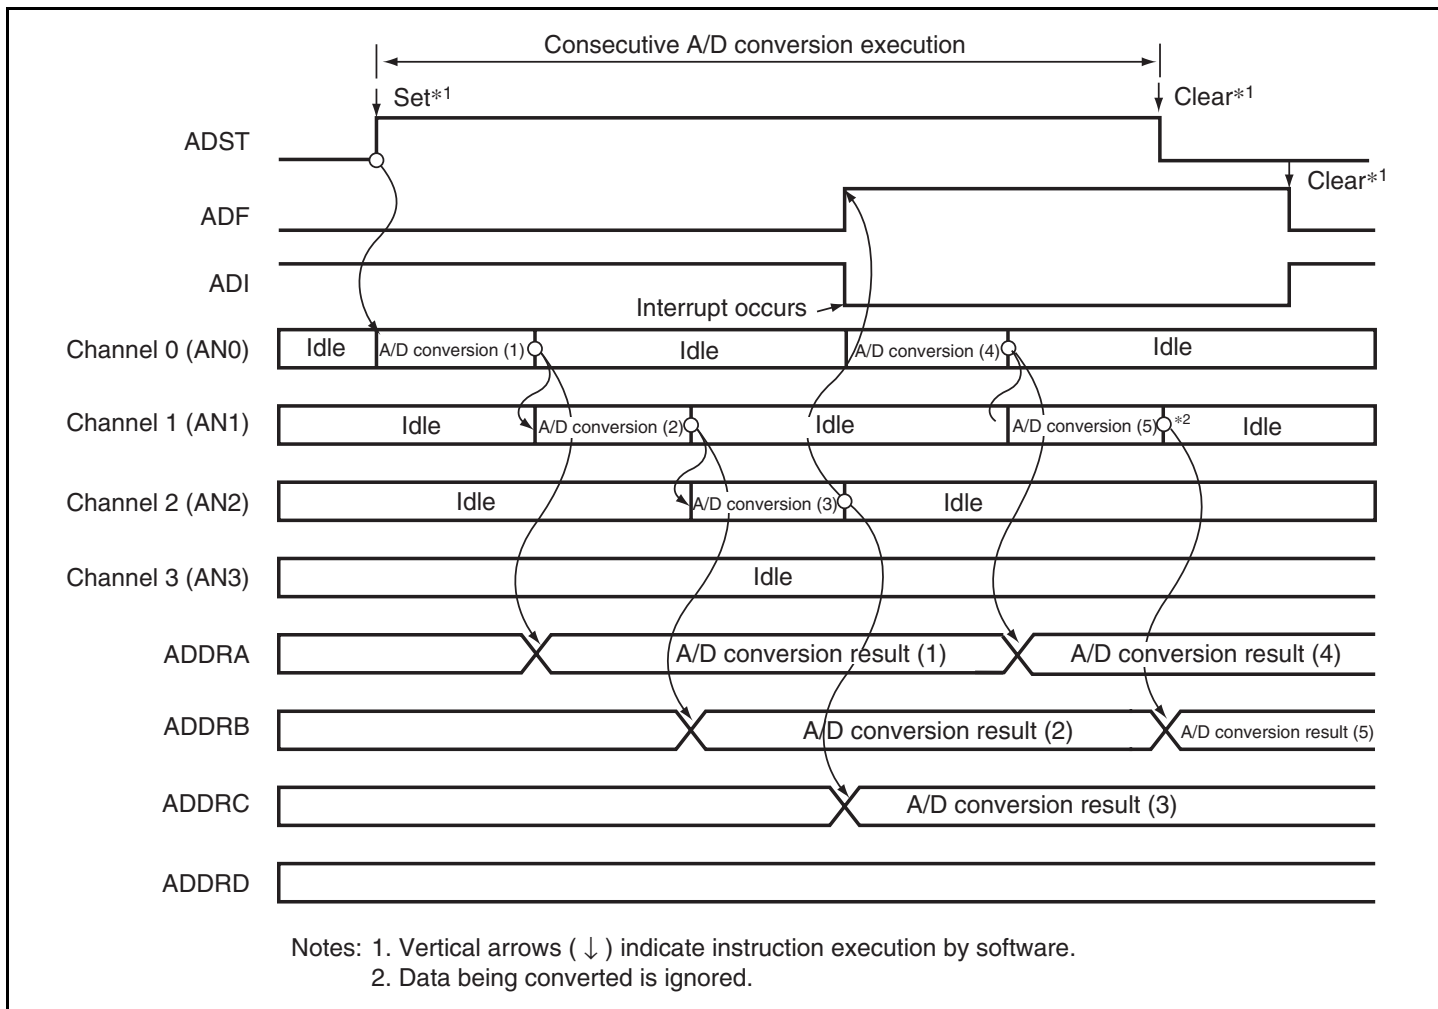 Consecutive A/D conversion execution
Set*1
Clear*1
ADST
Clear*1
ADF
ADI
Interrupt occurs
Channel 0 (AN0) Idle A/D conversion (1) Idle A/D conversion (4) Idle
Channel 1 (AN1) Idle A/D conversion (2) Idle A/D conversion (5) *2 Idle
Channel 2 (AN2) Idle A/D conversion (3) Idle
Channel 3 (AN3) Idle
ADDRA A/D conversion result (1) A/D conversion result (4)
ADDRB A/D conversion result (2) A/D conversion result (5)
ADDRC A/D conversion result (3)
ADDRD
Notes: 1. Vertical arrows ( ↓ ) indicate instruction execution by software.
2. Data being converted is ignored.